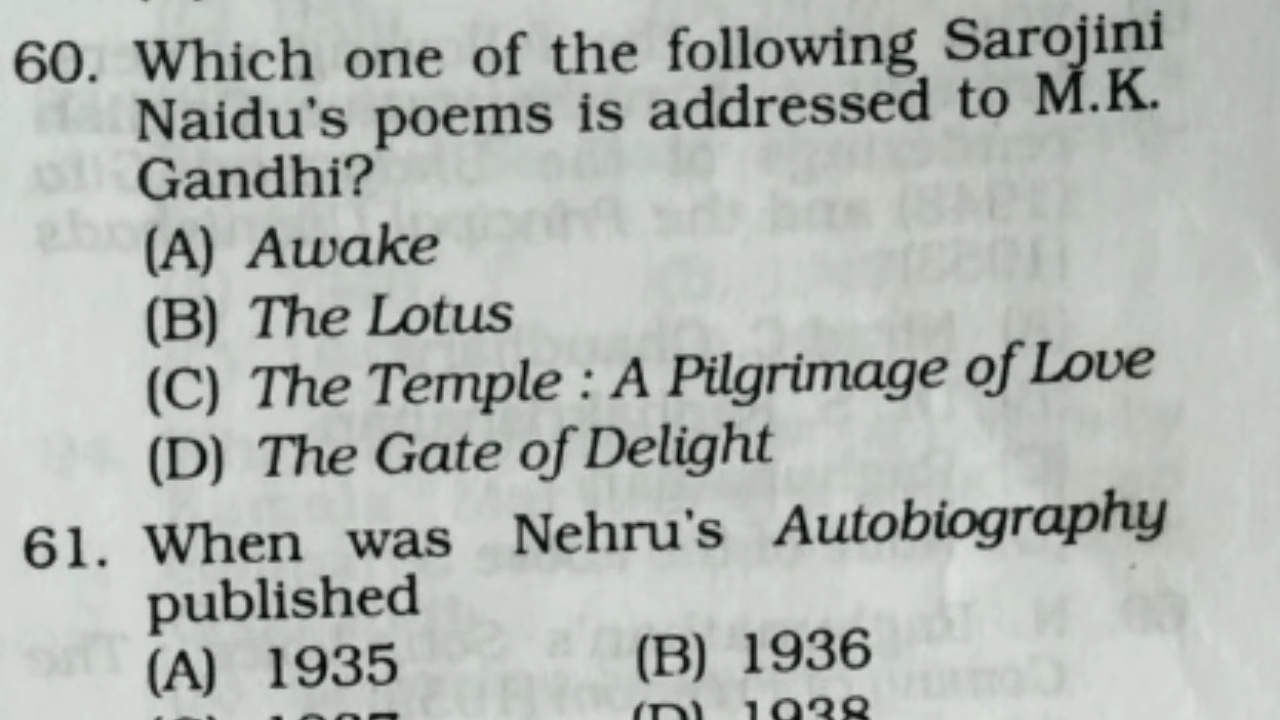 60. Which one of the following Sarojini
Naidu's poems is addressed to M.K.
Gandhi?
(A) Awake
(B) The Lotus
(C) The Temple : A Pilgrimage of Love
(D) The Gate of Delight
61. When was Nehru's Autobiography
published
(A) 1935 (B) 1936
(D) 1938